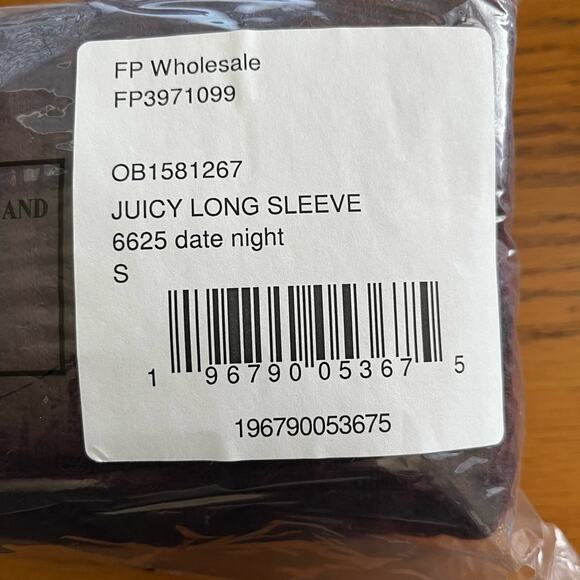 FP Wholesale
FP3971099
OB1581267
AND
JUICY LONG SLEEVE
6625 date night
S
1 96790 05367 5
196790053675